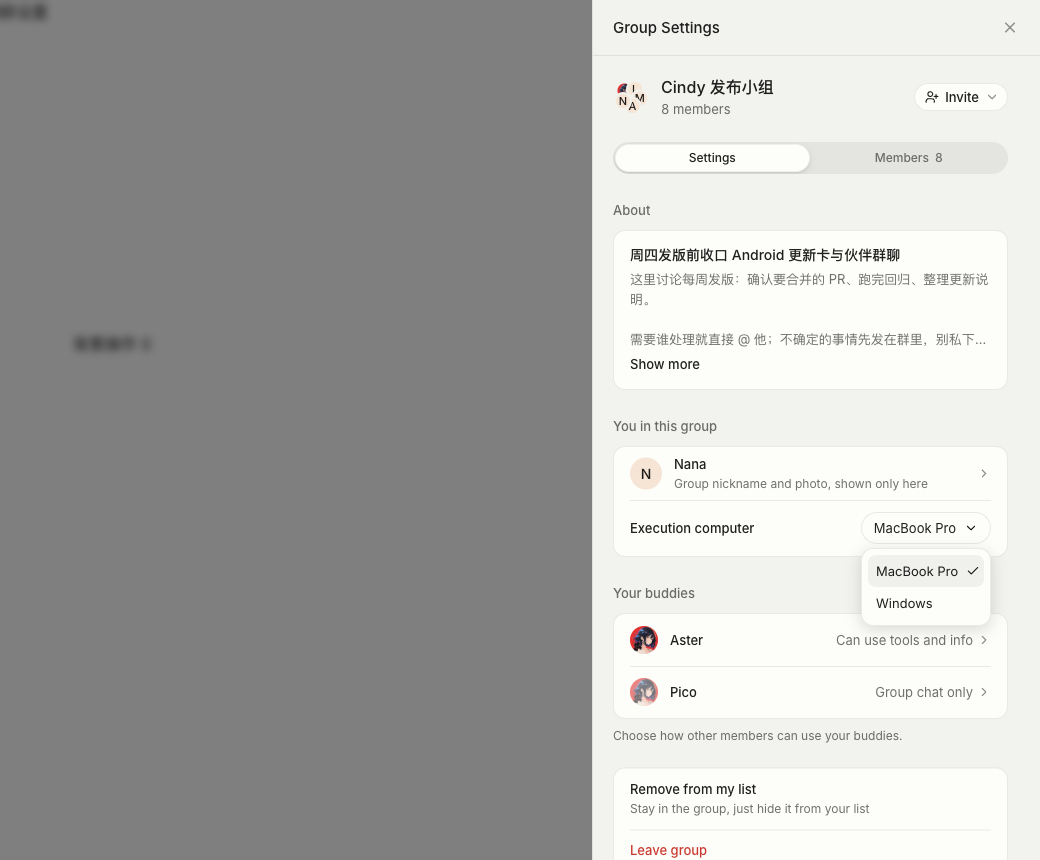 Group Settings
Cindy 发布小组
8 members
Invite
Settings
Members 8
About
周四发版前收口 Android 更新卡与伙伴群聊
这里讨论每周发版：确认要合并的 PR、跑完回归、整理更新说
明。
需要谁处理就直接 @ 他；不确定的事情先发在群里，别私下...
Show more
You in this group
N
Nana
Group nickname and photo, shown only here
Execution computer
MacBook Pro
MacBook Pro
Windows
Your buddies
Aster
Can use tools and info
Pico
Group chat only
Choose how other members can use your buddies.
Remove from my list
Stay in the group, just hide it from your list
Leave group